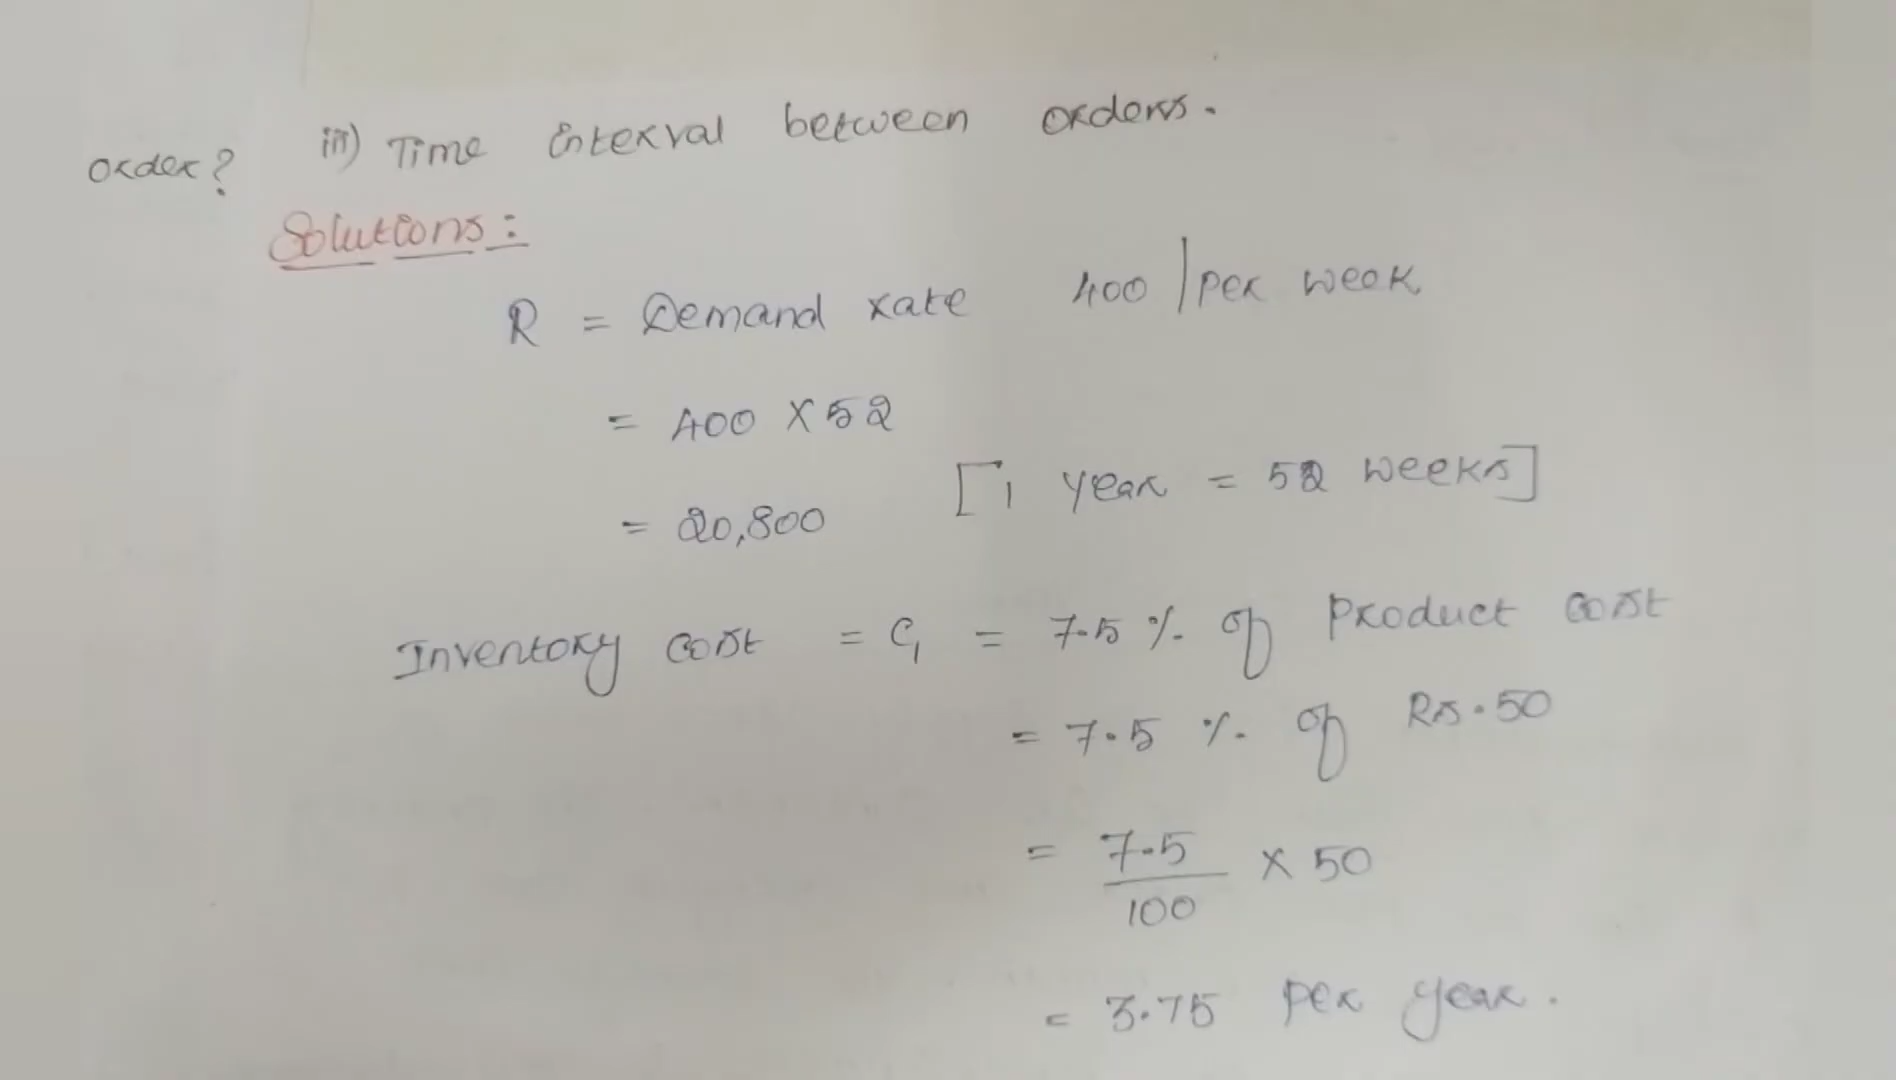 iii) Time interval between orders.
order?
Solutions:
R = Demand rate 400 / per week
= 400 X 52
= 20,800 [1 year = 52 weeks]
Inventory cost = C1 = 7.5 % of product cost
= 7.5 % of Rs. 50
= 7.5/100 X 50
= 3.75 per year.